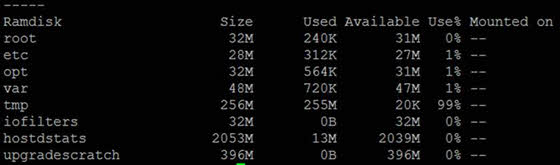 -----
Ramdisk Size Used Available Use% Mounted on
root 32M 240K 31M 0% --
etc 28M 312K 27M 1% --
opt 32M 564K 31M 1% --
var 48M 720K 47M 1% --
tmp 256M 255M 20K 99% --
iofilters 32M 0B 32M 0% --
hostdstats 2053M 13M 2039M 0% --
upgradescratch 396M 0B 396M 0% --